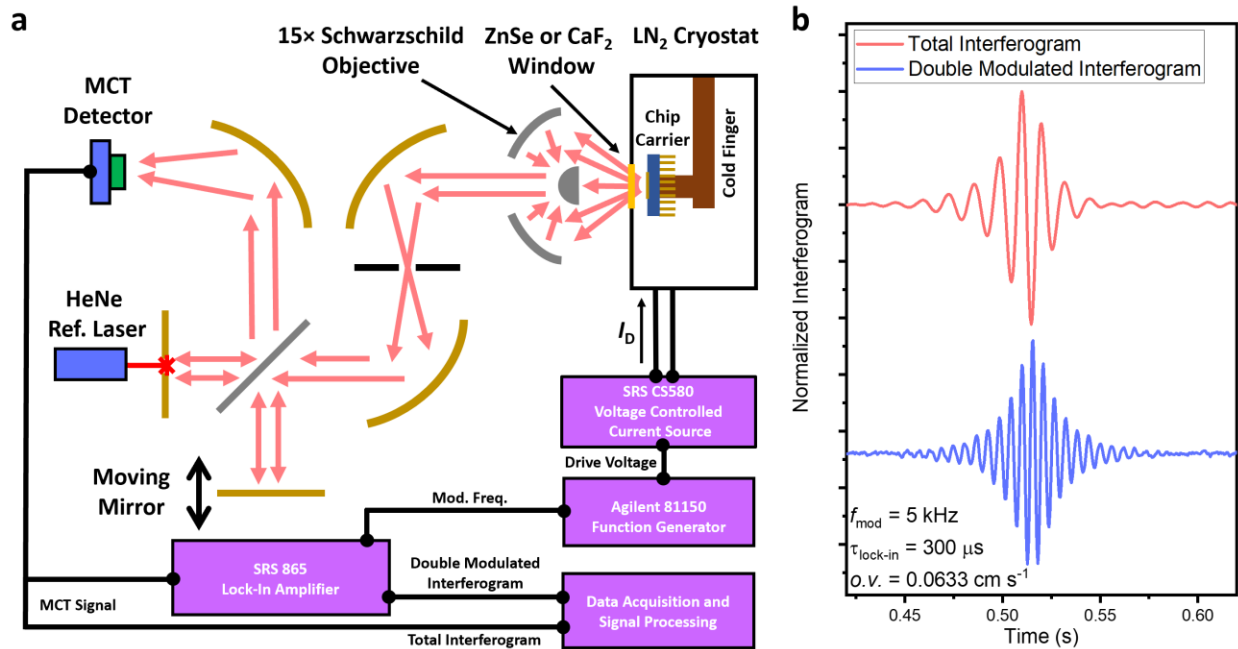 a
15× Schwarzschild
Objective
ZnSe or CaF₂
Window
LN₂ Cryostat
MCT
Detector
Chip
Carrier
Cold Finger
HeNe
Ref. Laser
I_D
SRS CS580
Voltage Controlled
Current Source
Drive Voltage
Moving
Mirror
Mod. Freq.
Agilent 81150
Function Generator
SRS 865
Lock-In Amplifier
Double Modulated
Interferogram
Data Acquisition and
Signal Processing
MCT Signal
Total Interferogram
b
Total Interferogram
Double Modulated Interferogram
Normalized Interferogram
f_mod = 5 kHz
τ_lock-in = 300 μs
o.v. = 0.0633 cm s⁻¹
0.45 0.50 0.55 0.60
Time (s)